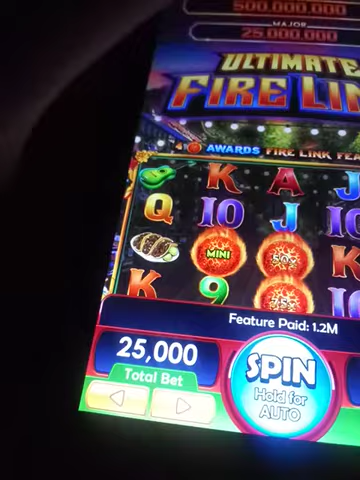 500,000,000
MAJOR
25,000,000
ULTIMATE
FIRE LIN
AWARDS FIRE LINK FEA
K A J
Q 10 J 10
MINI
K
K 9 10
Feature Paid: 1.2M
25,000
Total Bet
SPIN
Hold for
AUTO